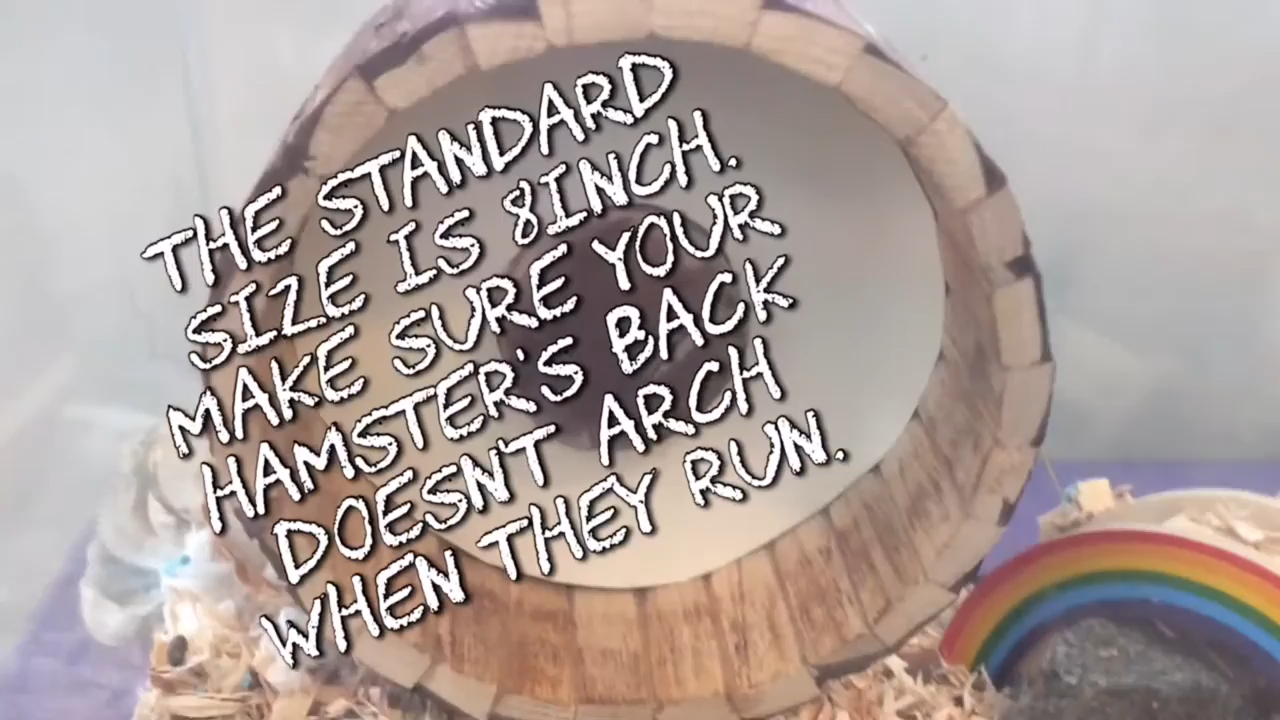 THE STANDARD
SIZE IS 8INCH.
MAKE SURE YOUR
HAMSTER'S BACK
DOESNT ARCH
WHEN THEY RUN.